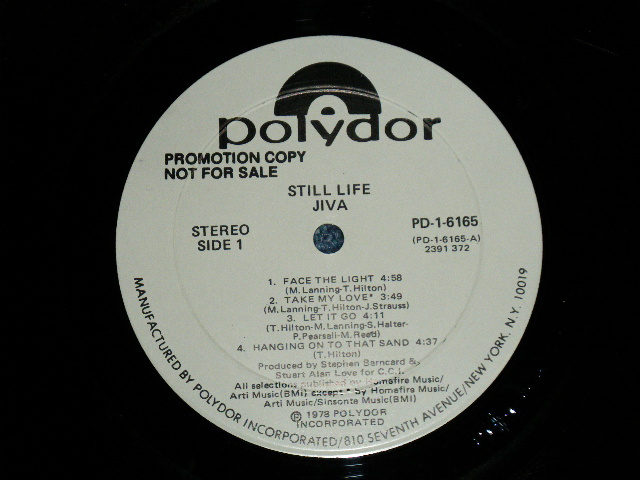 polydor
PROMOTION COPY
NOT FOR SALE
STILL LIFE
JIVA
STEREO
SIDE 1
PD-1-6165
(PD-1-6165-A)
2391 372
1. FACE THE LIGHT 4:58
(M.Lanning-T.Hilton)
2. TAKE MY LOVE* 3:49
(M.Lanning-T.Hilton-J.Strauss)
3. LET IT GO 4:11
(T.Hilton-M.Lanning-S.Halter-
P.Pearsall-M.Reed)
4. HANGING ON TO THAT SAND 4:37
(T.Hilton)
Produced by Stephen Barncard &
Stuart Alan Love for C.C.I.
All selections published by Homefire Music/
Arti Music(BMI) except * by Homefire Music/
Arti Music/Sinsonte Music(BMI)
℗ 1978 POLYDOR
INCORPORATED
MANUFACTURED BY POLYDOR INCORPORATED/810 SEVENTH AVENUE/NEW YORK, N.Y. 10019